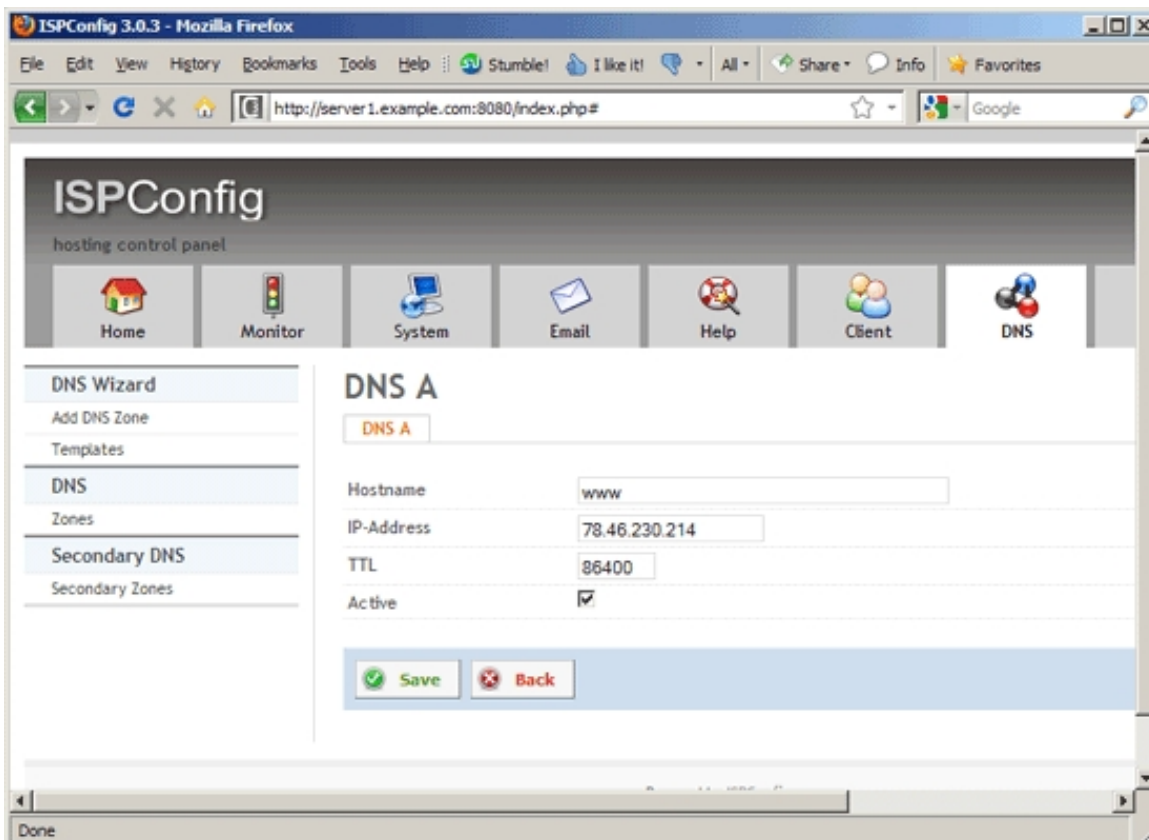 ISPConfig 3.0.3 - Mozilla Firefox
File Edit View History Bookmarks Tools Help Stumble! I like it! All Share Info Favorites
http://server1.example.com:8080/index.php# Google
ISPConfig
hosting control panel
Home Monitor System Email Help Client DNS
DNS Wizard
Add DNS Zone
Templates
DNS
Zones
Secondary DNS
Secondary Zones
DNS A
DNS A
Hostname www
IP-Address 78.46.230.214
TTL 86400
Active
Save Back
Done